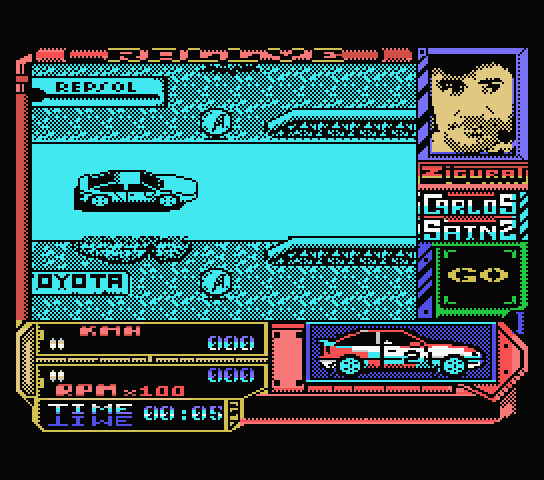 REPSOL
ZIGURAT
CARLOS
SAINZ
OYOTA
GO
KMH
000
000
RPM x100
TIME 00:05
TIME